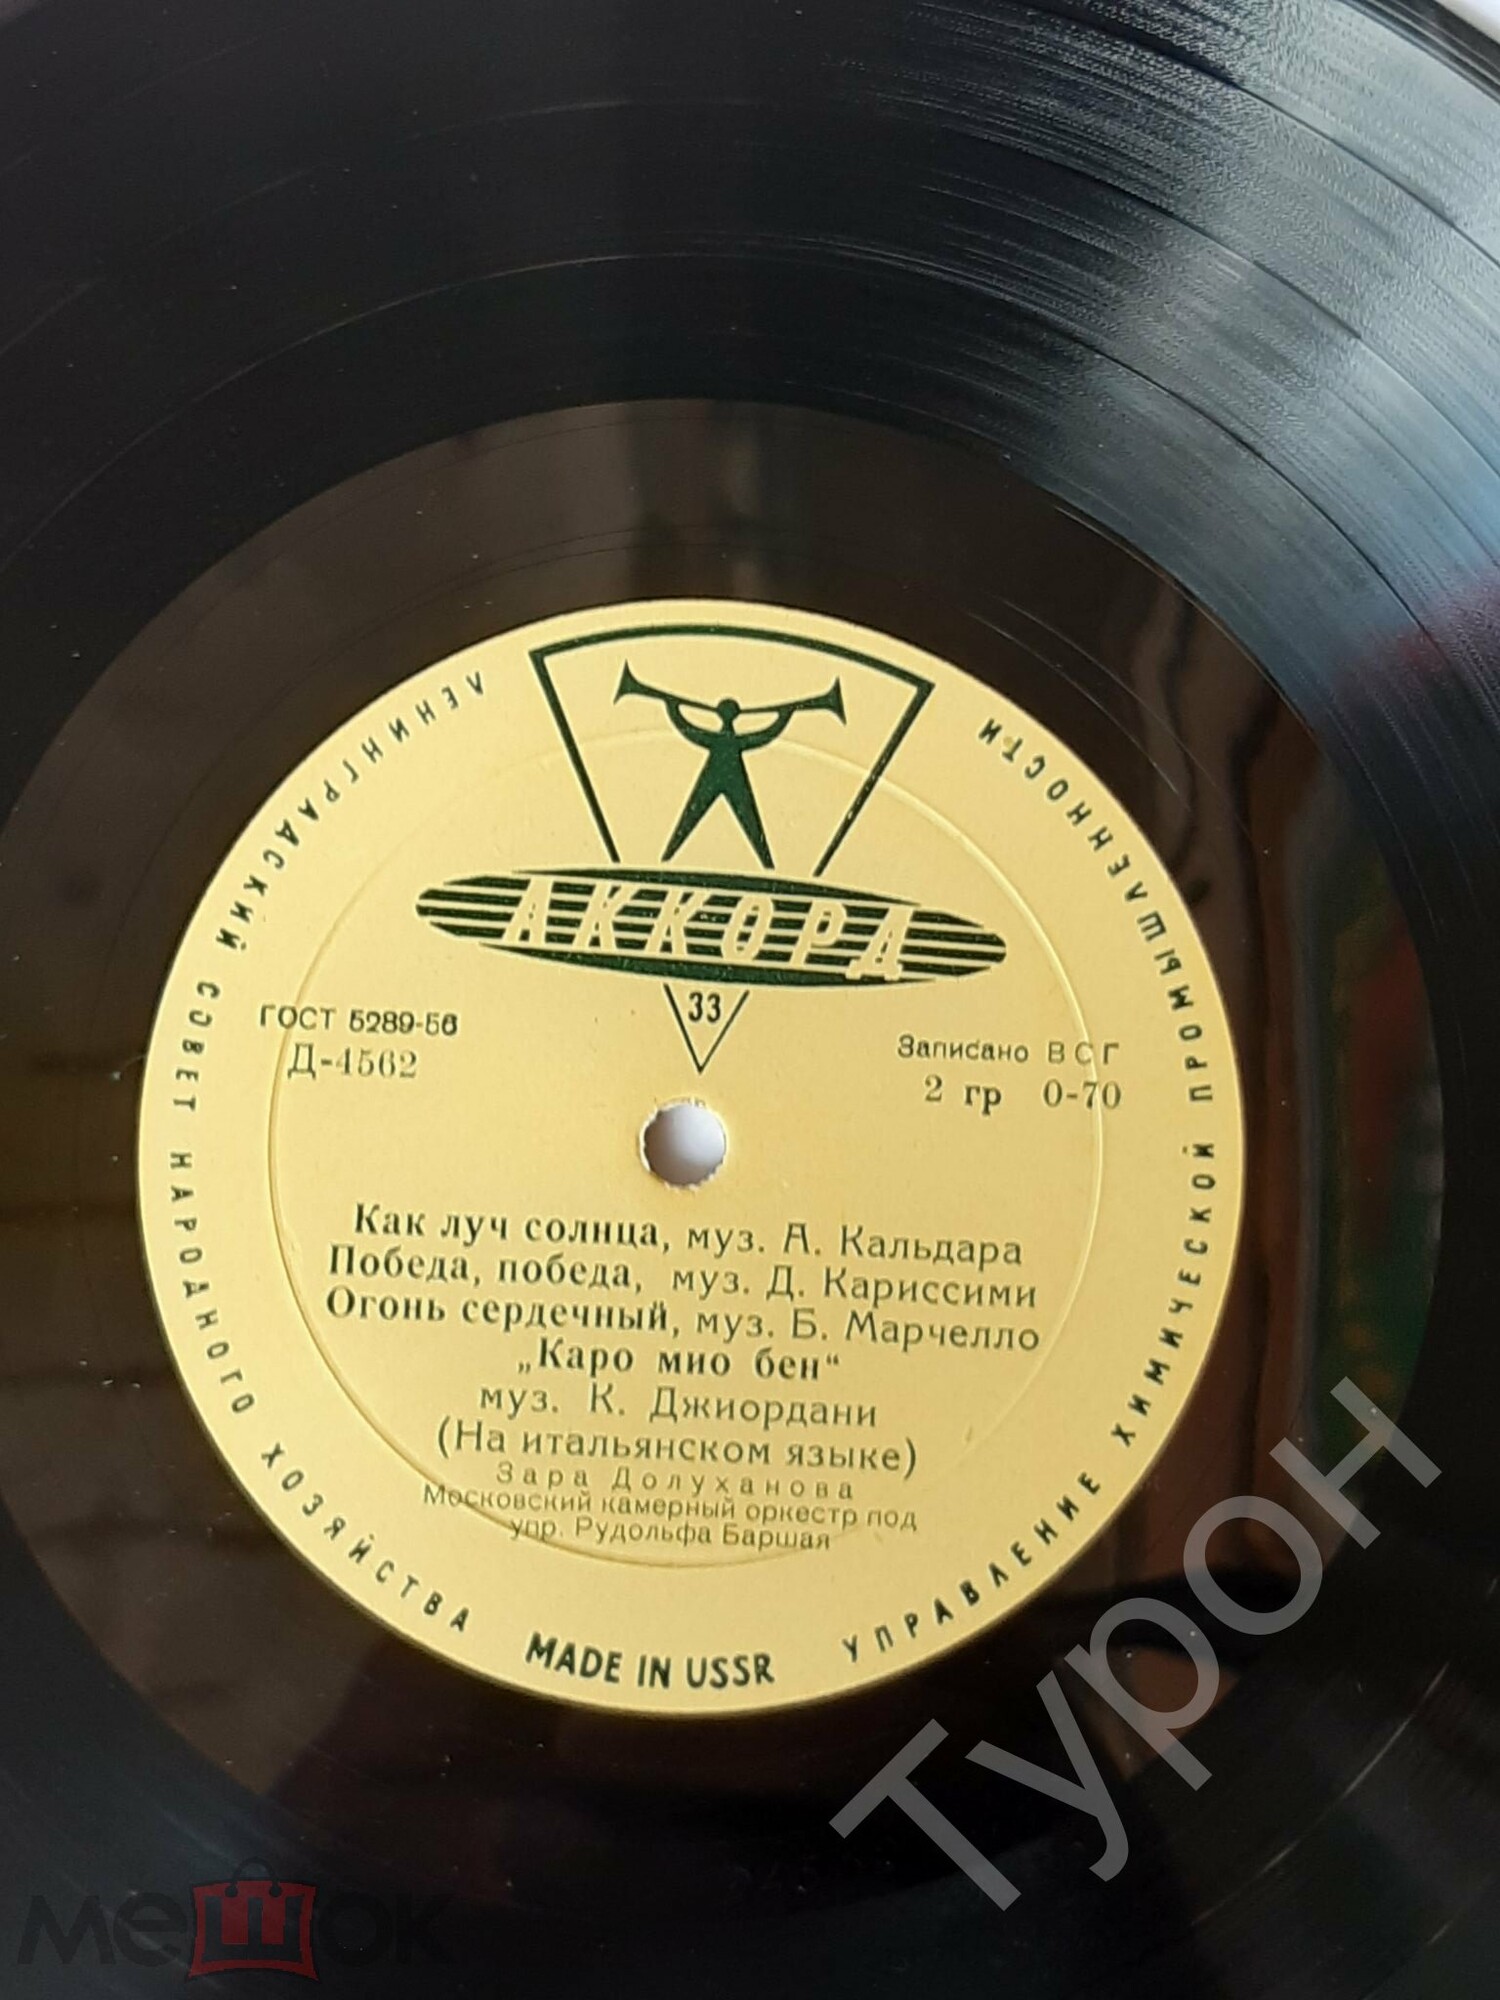 ЛЕНИНГРАДСКИЙ СОВЕТ НАРОДНОГО ХОЗЯЙСТВА
УПРАВЛЕНИЕ ХИМИЧЕСКОЙ ПРОМЫШЛЕННОСТИ
АККОРД
33
ГОСТ 5289-56
Д-4562
Записано ВСГ
2 гр 0-70
Как луч солнца, муз. А. Кальдара
Победа, победа, муз. Д. Кариссими
Огонь сердечный, муз. Б. Марчелло
„Каро мио бен“
муз. К. Джиордани
(На итальянском языке)
Зара Долуханова
Московский камерный оркестр под
упр. Рудольфа Баршая
MADE IN USSR
Турон
мешок